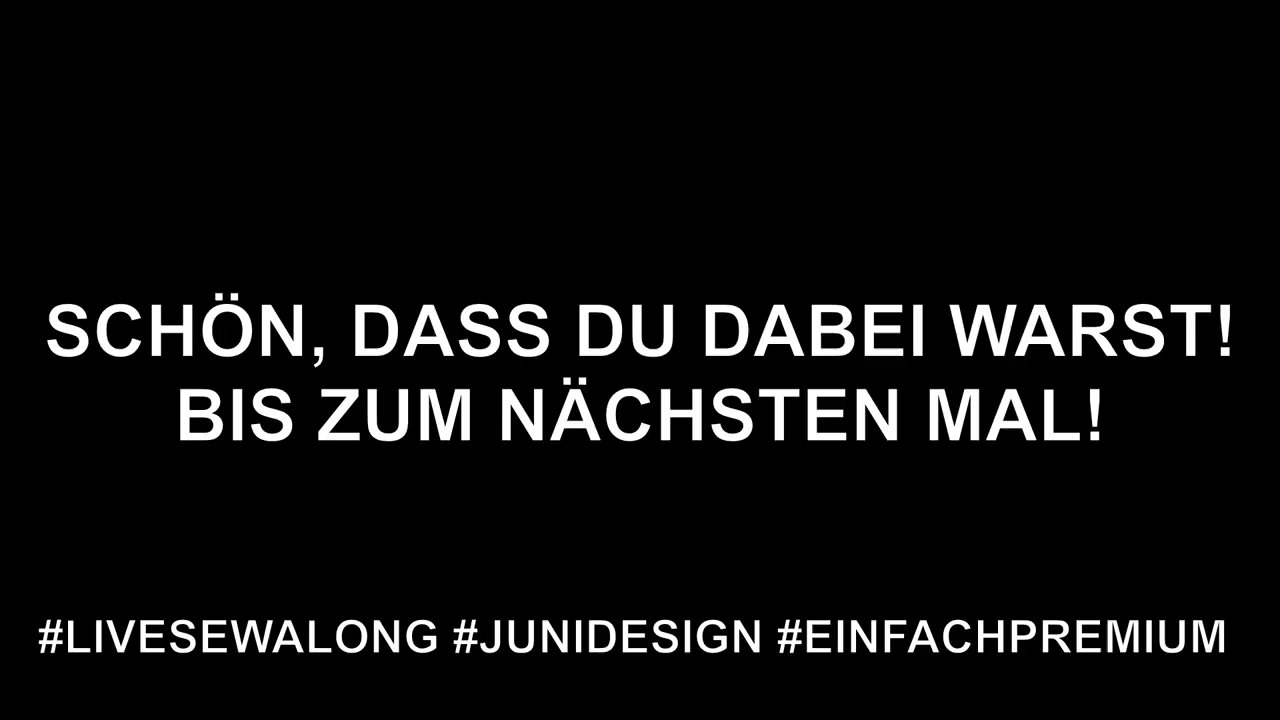 SCHÖN, DASS DU DABEI WARST!
BIS ZUM NÄCHSTEN MAL!
#LIVESEWALONG #JUNIDESIGN #EINFACHPREMIUM